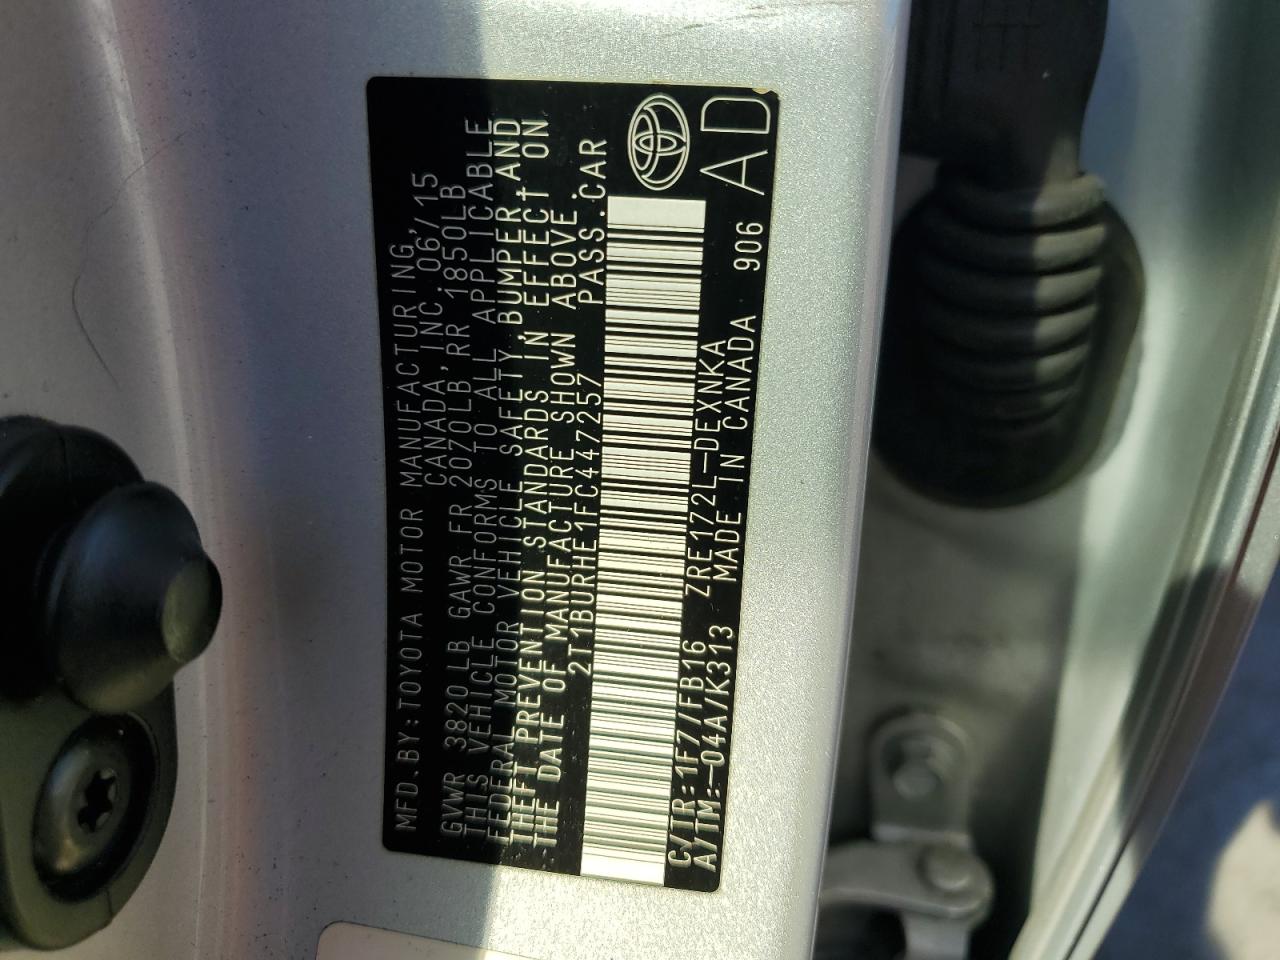 MFD.BY:TOYOTA MOTOR MANUFACTURING,
CANADA,INC. 06/15
GVWR 3820LB GAWR FR 2070LB,RR 1850LB
THIS VEHICLE CONFORMS TO ALL APPLICABLE
FEDERAL MOTOR VEHICLE SAFETY,BUMPER,AND
THEFT PREVENTION STANDARDS IN EFFECT ON
THE DATE OF MANUFACTURE SHOWN ABOVE.
2T1BURHE1FC447257 PASS.CAR
C/TR:1F7/FB16 ZRE172L-DEXNKA 906
A/TM:-04A/K313 MADE IN CANADA
AD